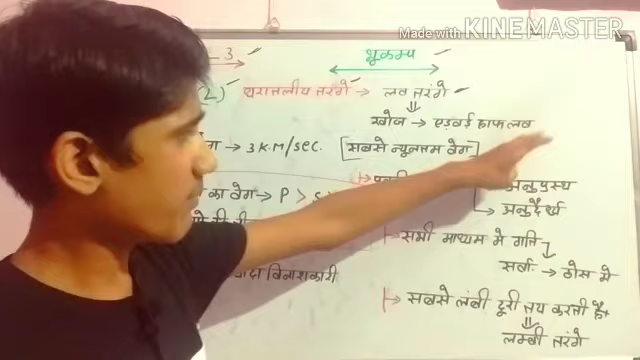 Made with KINEMASTER
3 भूकम्प
2) धरातलीय तरंगे → लव तरंगे
खोज → एडवर्ड हाफ लव
→ 3 K.M/sec. [सबसे न्यूनतम वेग]
अनुप्रस्थ
का वेग → P > S
→ अनुदैर्ध्य
सभी माध्यम मे गति
सर्वा → ठोस मे
ज्यादा विनाशकारी
सबसे लंबी दूरी तय करती है
लम्बी तरंगे